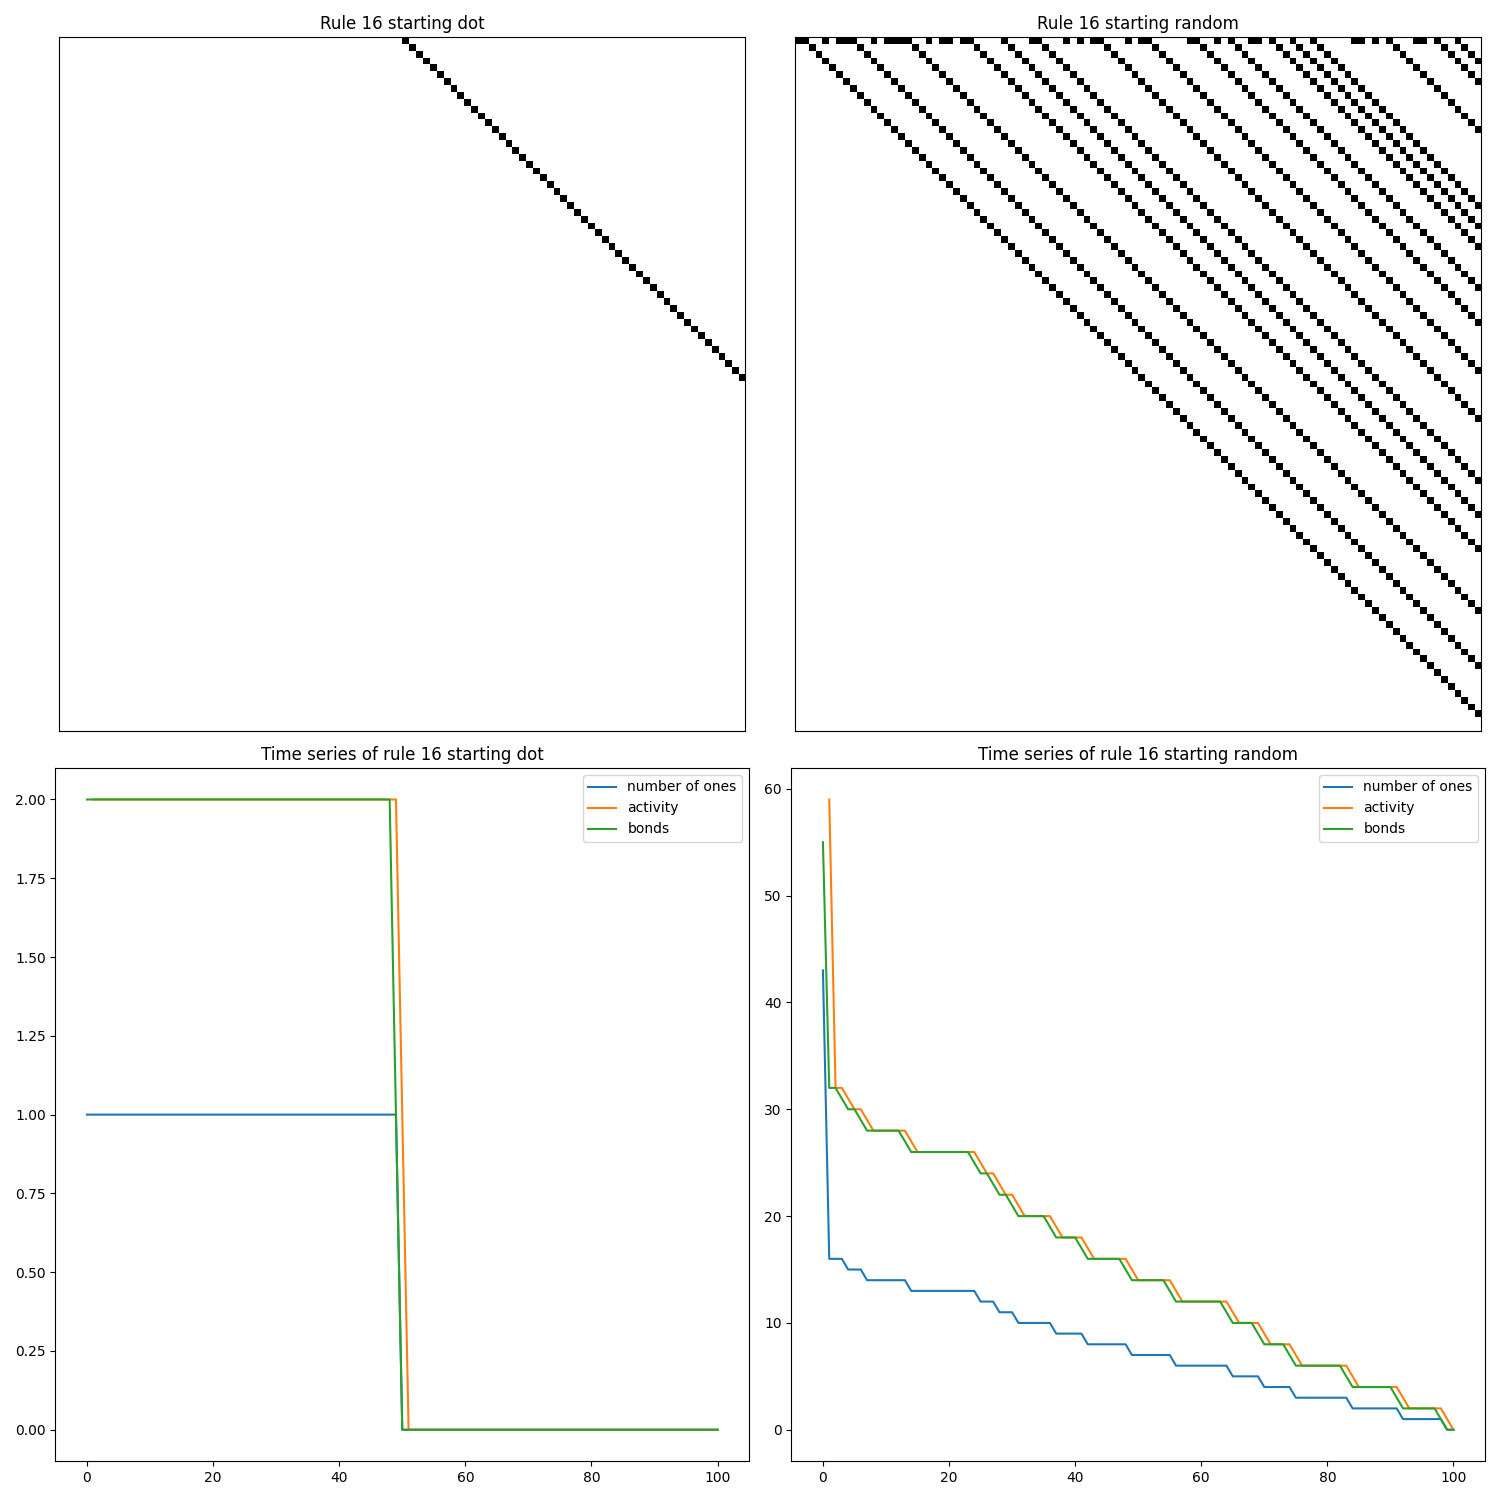 Rule 16 starting dot
Rule 16 starting random
Time series of rule 16 starting dot
2.00
1.75
1.50
1.25
1.00
0.75
0.50
0.25
0.00
0
20
40
60
80
100
number of ones
activity
bonds
Time series of rule 16 starting random
60
50
40
30
20
10
0
0
20
40
60
80
100
number of ones
activity
bonds